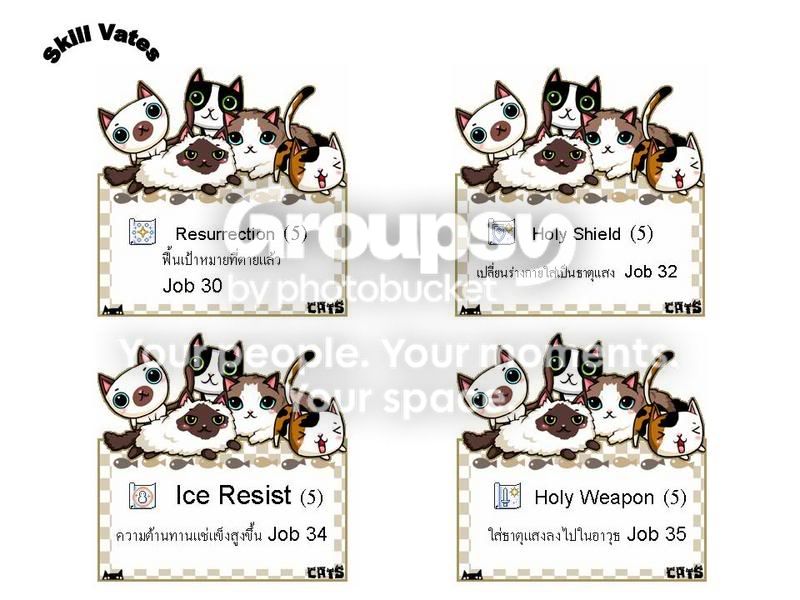 Skill Vates
Resurrection (5)
ฟื้นเป้าหมายที่ตายแล้ว
Job 30
CATS
Holy Shield (5)
เปลี่ยนร่างกายใส่เป็นธาตุแสง Job 32
CATS
Groupsy
by photobucket
Your people. Your moments.
Your space.
Ice Resist (5)
ความต้านทานแช่แข็งสูงขึ้น Job 34
CATS
Holy Weapon (5)
ใส่ธาตุแสงลงไปในอาวุธ Job 35
CATS